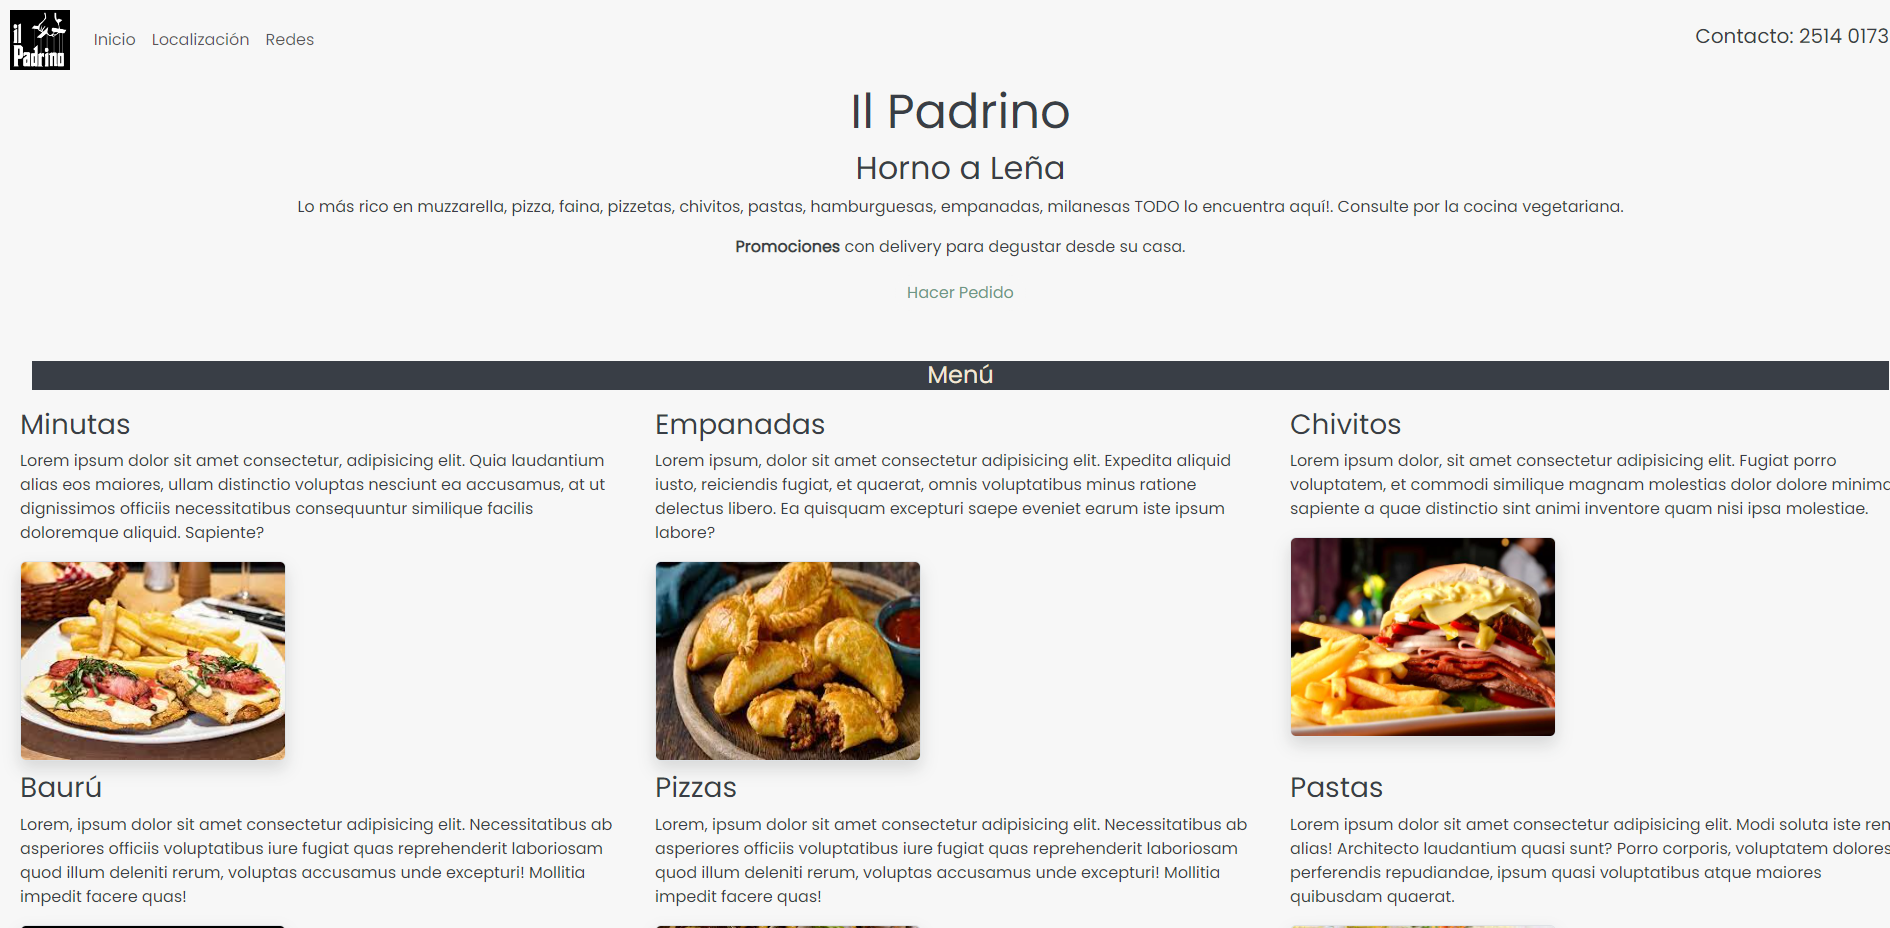 il
Padrino
Inicio Localización Redes
Contacto: 2514 0173
Il Padrino
Horno a Leña
Lo más rico en muzzarella, pizza, faina, pizzetas, chivitos, pastas, hamburguesas, empanadas, milanesas TODO lo encuentra aquí!. Consulte por la cocina vegetariana.
Promociones con delivery para degustar desde su casa.
Hacer Pedido
Menú
Minutas
Lorem ipsum dolor sit amet consectetur, adipisicing elit. Quia laudantium
alias eos maiores, ullam distinctio voluptas nesciunt ea accusamus, at ut
dignissimos officiis necessitatibus consequuntur similique facilis
doloremque aliquid. Sapiente?
Empanadas
Lorem ipsum, dolor sit amet consectetur adipisicing elit. Expedita aliquid
iusto, reiciendis fugiat, et quaerat, omnis voluptatibus minus ratione
delectus libero. Ea quisquam excepturi saepe eveniet earum iste ipsum
labore?
Chivitos
Lorem ipsum dolor, sit amet consectetur adipisicing elit. Fugiat porro
voluptatem, et commodi similique magnam molestias dolor dolore minima
sapiente a quae distinctio sint animi inventore quam nisi ipsa molestiae.
Baurú
Lorem, ipsum dolor sit amet consectetur adipisicing elit. Necessitatibus ab
asperiores officiis voluptatibus iure fugiat quas reprehenderit laboriosam
quod illum deleniti rerum, voluptas accusamus unde excepturi! Mollitia
impedit facere quas!
Pizzas
Lorem, ipsum dolor sit amet consectetur adipisicing elit. Necessitatibus ab
asperiores officiis voluptatibus iure fugiat quas reprehenderit laboriosam
quod illum deleniti rerum, voluptas accusamus unde excepturi! Mollitia
impedit facere quas!
Pastas
Lorem ipsum dolor sit amet consectetur adipisicing elit. Modi soluta iste
alias! Architecto laudantium quasi sunt? Porro corporis, voluptatem dolores
perferendis repudiandae, ipsum quasi voluptatibus atque maiores
quibusdam quaerat.